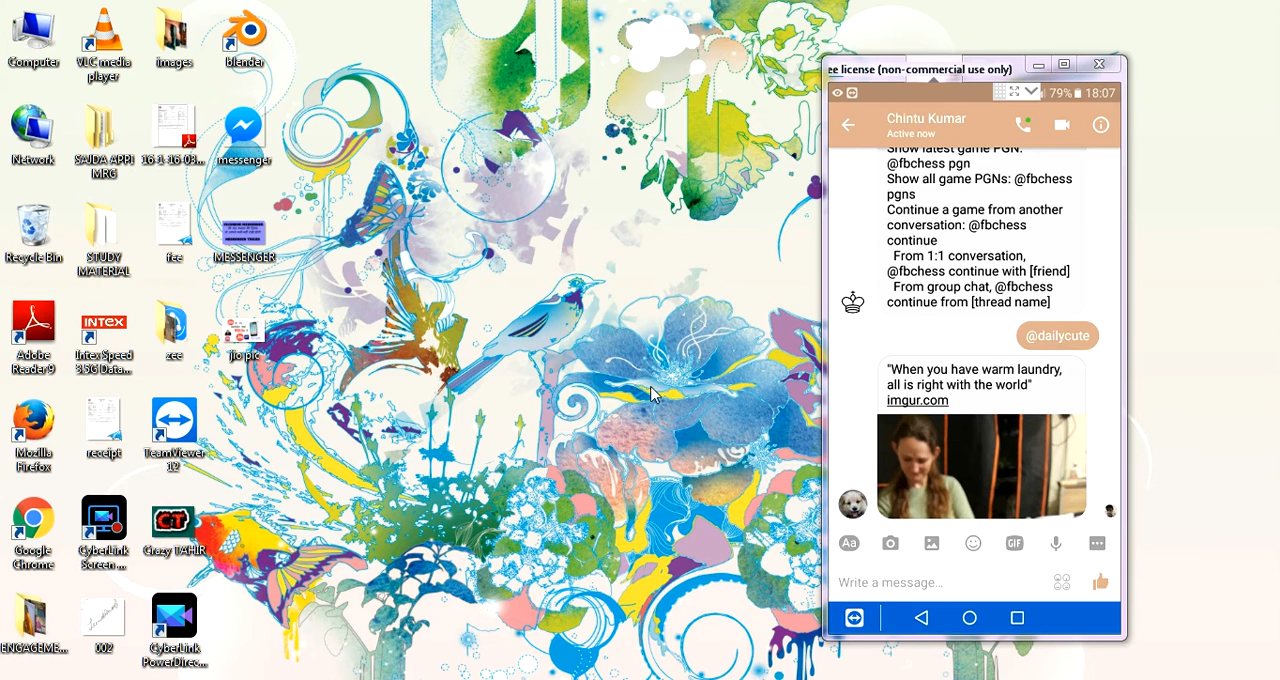 Computer
VLC media
player
images
blender
Network
SAJDA APPI
MRG
16-1-16-03...
messenger
Recycle Bin
STUDY
MATERIAL
fee
MESSENGER
Adobe
Reader 9
INTEX
Intex Speed
3.5G Data...
zee
jio pic
Mozilla
Firefox
receipt
TeamViewer
12
Google
Chrome
CyberLink
Screen ...
CT
Crazy TAHIR
ENGAGEME...
002
CyberLink
PowerDirec...
ee license (non-commercial use only)
79% 18:07
Chintu Kumar
Active now
Show latest game PGN:
@fbchess pgn
Show all game PGNs: @fbchess
pgns
Continue a game from another
conversation: @fbchess
continue
From 1:1 conversation,
@fbchess continue with [friend]
From group chat, @fbchess
continue from [thread name]
@dailycute
"When you have warm laundry,
all is right with the world"
imgur.com
Aa
GIF
Write a message...